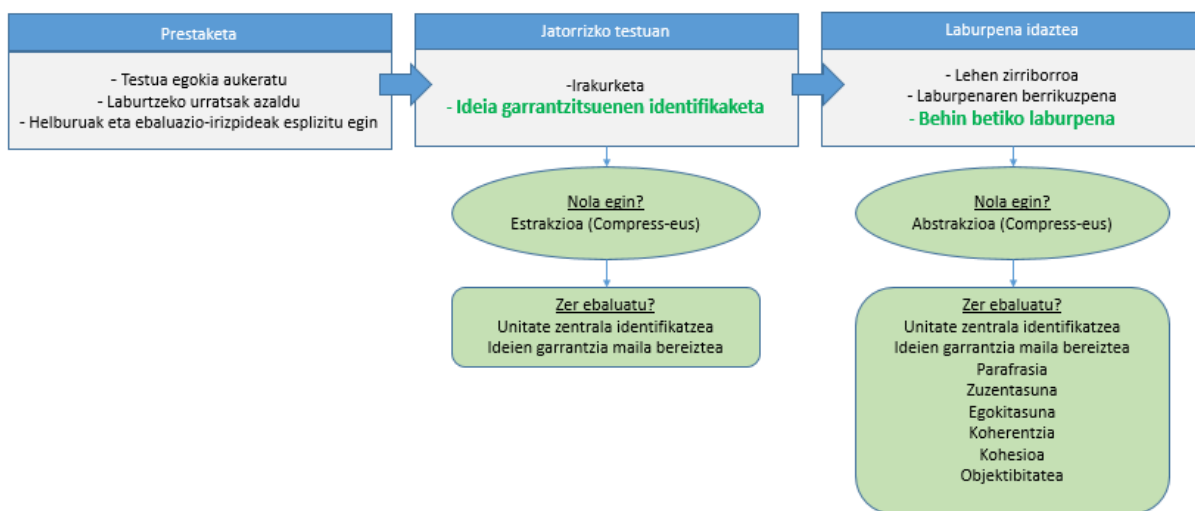 Prestaketa
- Testua egokia aukeratu
- Laburtzeko urratsak azaldu
- Helburuak eta ebaluazio-irizpideak esplizitu egin
Jatorrizko testuan
-Irakurketa
- Ideia garrantzitsuenen identifikaketa
Nola egin?
Estrakzioa (Compress-eus)
Zer ebaluatu?
Unitate zentrala identifikatzea
Ideien garrantzia maila bereiztea
Laburpena idaztea
- Lehen zirriborroa
- Laburpenaren berrikuzpena
- Behin betiko laburpena
Nola egin?
Abstrakzioa (Compress-eus)
Zer ebaluatu?
Unitate zentrala identifikatzea
Ideien garrantzia maila bereiztea
Parafrasia
Zuzentasuna
Egokitasuna
Koherentzia
Kohesioa
Objektibitatea